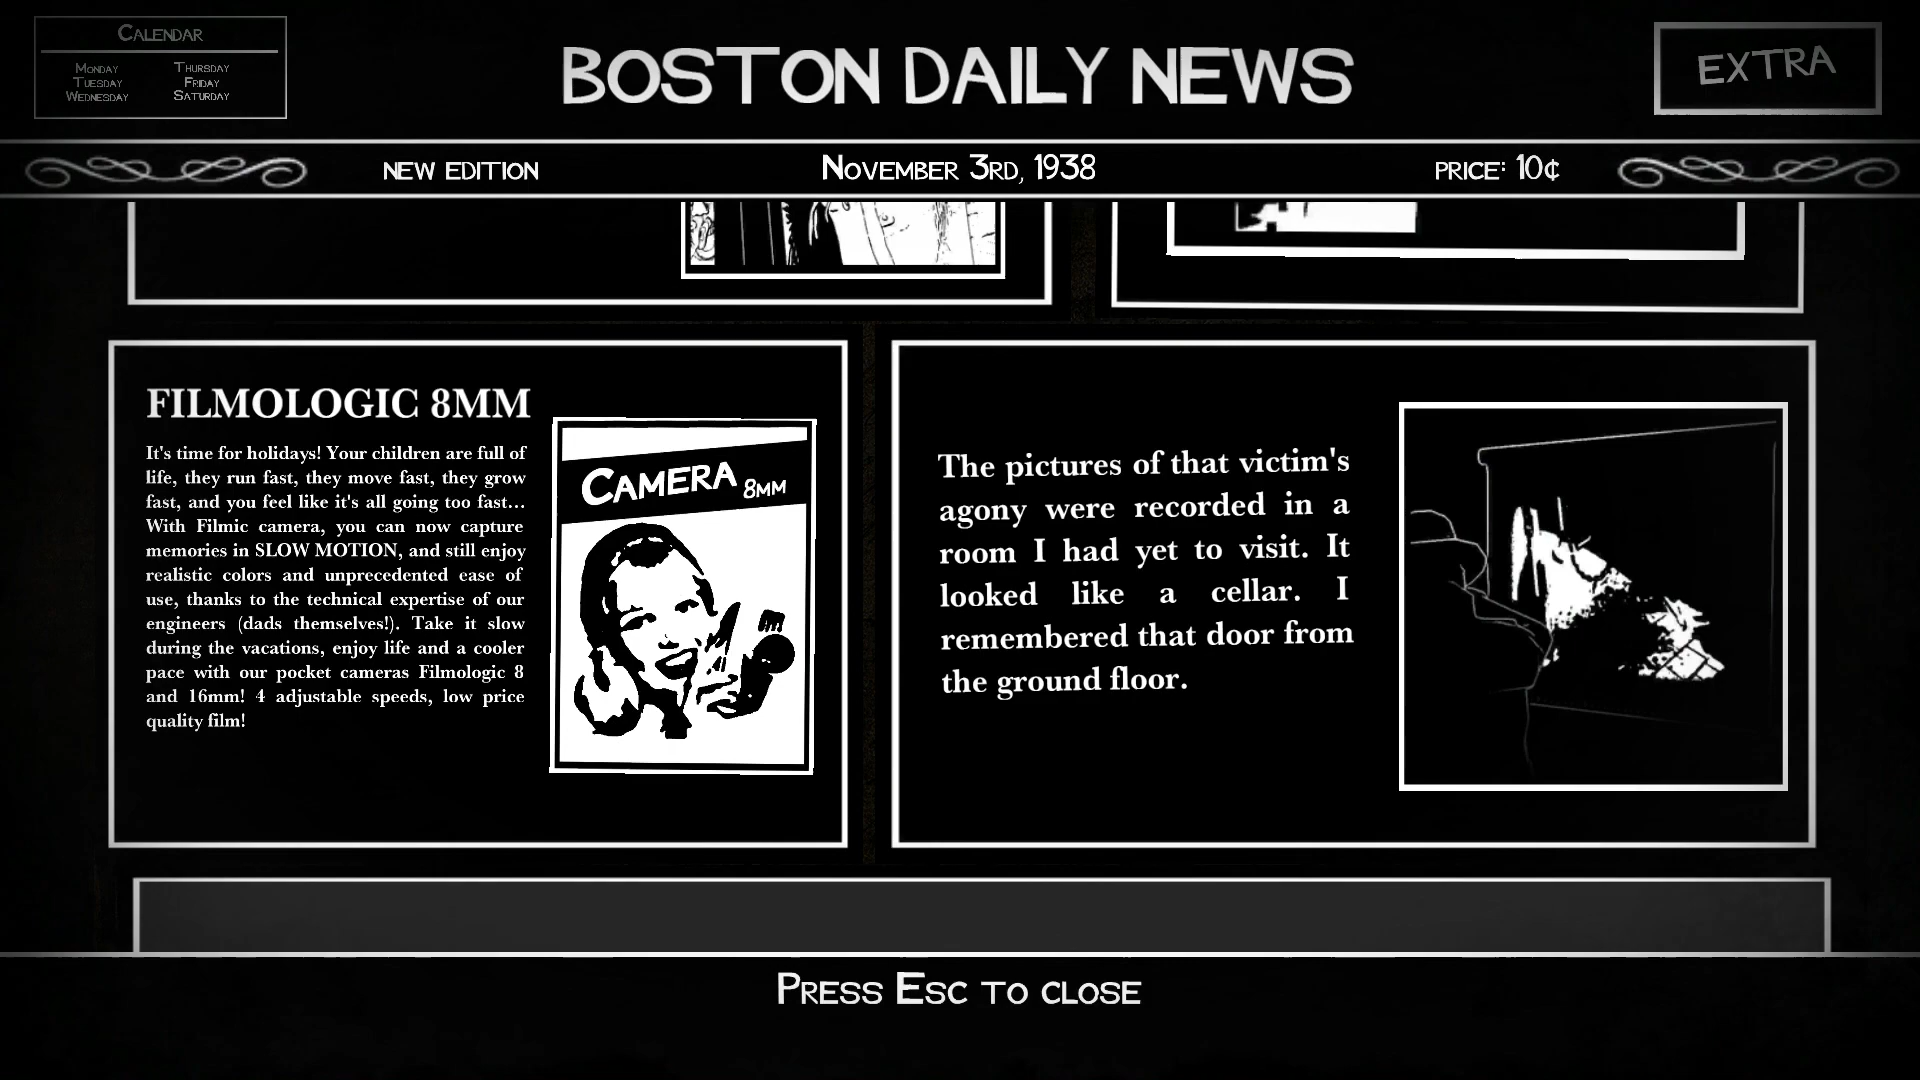 CALENDAR
MONDAY
TUESDAY
WEDNESDAY
THURSDAY
FRIDAY
SATURDAY
BOSTON DAILY NEWS
EXTRA
NEW EDITION
NOVEMBER 3RD, 1938
PRICE: 10¢
FILMOLOGIC 8MM
It's time for holidays! Your children are full of
life, they run fast, they move fast, they grow
fast, and you feel like it's all going too fast...
With Filmic camera, you can now capture
memories in SLOW MOTION, and still enjoy
realistic colors and unprecedented ease of
use, thanks to the technical expertise of our
engineers (dads themselves!). Take it slow
during the vacations, enjoy life and a cooler
pace with our pocket cameras Filmologic 8
and 16mm! 4 adjustable speeds, low price
quality film!
CAMERA 8MM
The pictures of that victim's
agony were recorded in a
room I had yet to visit. It
looked like a cellar. I
remembered that door from
the ground floor.
PRESS ESC TO CLOSE